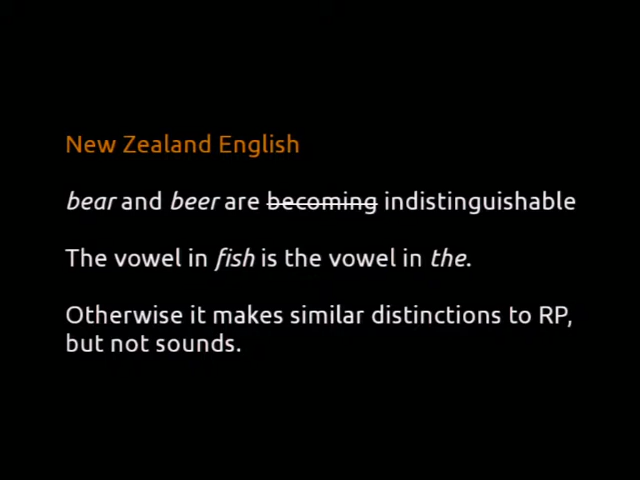 New Zealand English
bear and beer are becoming indistinguishable
The vowel in fish is the vowel in the.
Otherwise it makes similar distinctions to RP,
but not sounds.